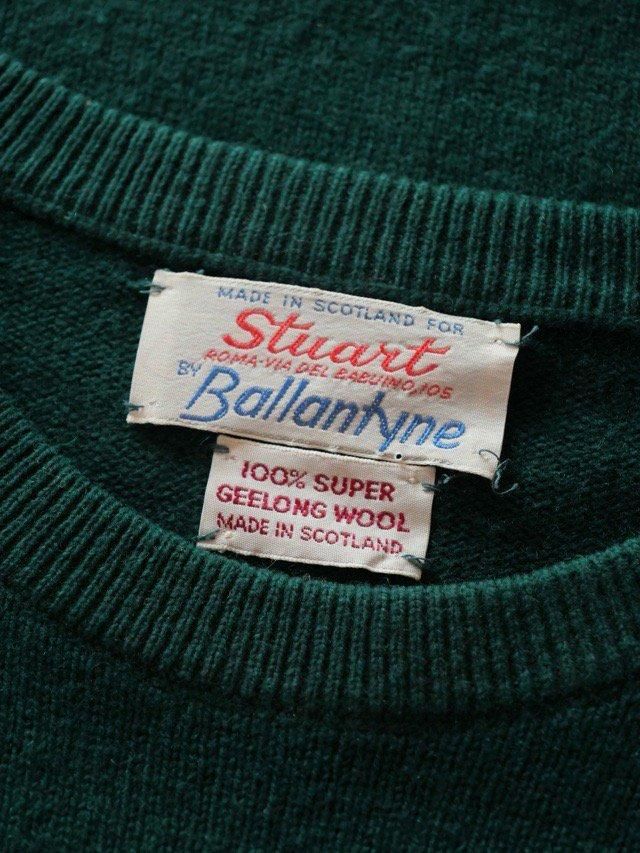 MADE IN SCOTLAND FOR
Stuart
ROMA-VIA DEL BABUINO, 105
BY
Ballantyne
100% SUPER
GEELONG WOOL
MADE IN SCOTLAND